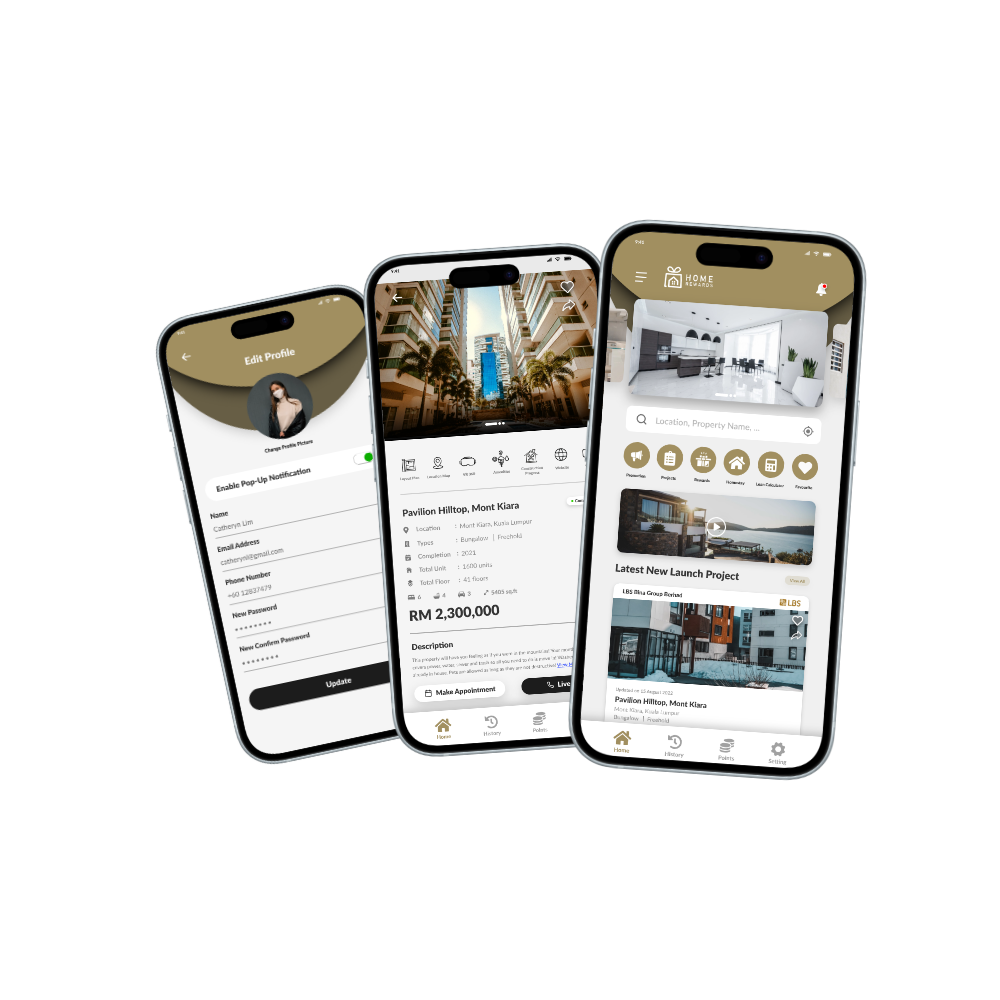 9:41
Edit Profile
Change Profile Picture
Enable Pop-Up Notification
Name
Catheryn Lim
Email Address
catheryn@gmail.com
Phone Number
+60 12837479
New Password
New Confirm Password
Update
9:41
Layout Plan
Location Map
Amenities
Construction
Progress
Website
Pavilion Hilltop, Mont Kiara
Location : Mont Kiara, Kuala Lumpur
Types : Bungalow | Freehold
Completion : 2021
Total Unit : 1600 units
Total Floor : 41 floors
6 4 3 5405 sq.ft
RM 2,300,000
Description
Make Appointment
Live
Home
History
Points
9:41
HOME
REWARDS
Location, Property Name, ...
Promotion
Projects
Rewards
Homestay
Loan Calculator
Favourite
Latest New Launch Project
View All
LBS Bina Group Berhad
LBS
Updated on 15 August 2022
Pavilion Hilltop, Mont Kiara
Mont Kiara, Kuala Lumpur
Bungalow | Freehold
Home
History
Points
Setting